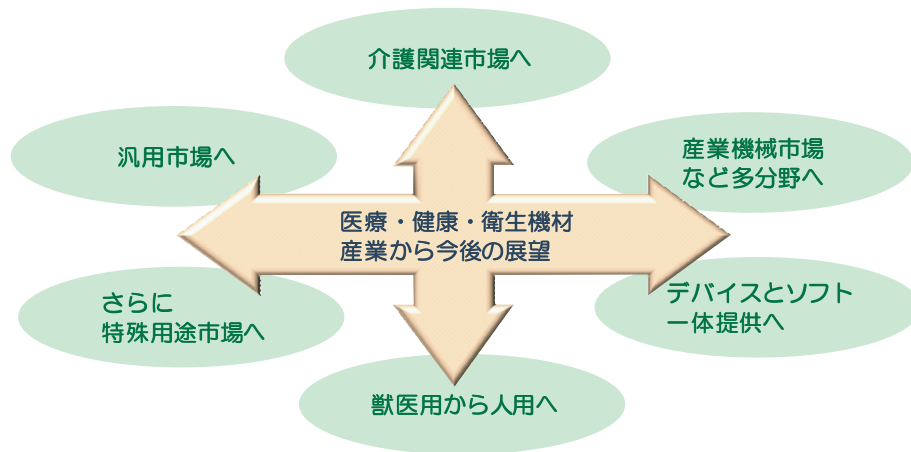 介護関連市場へ
汎用市場へ
産業機械市場
など多分野へ
医療・健康・衛生機材
産業から今後の展望
さらに
特殊用途市場へ
デバイスとソフト
一体提供へ
獣医用から人用へ